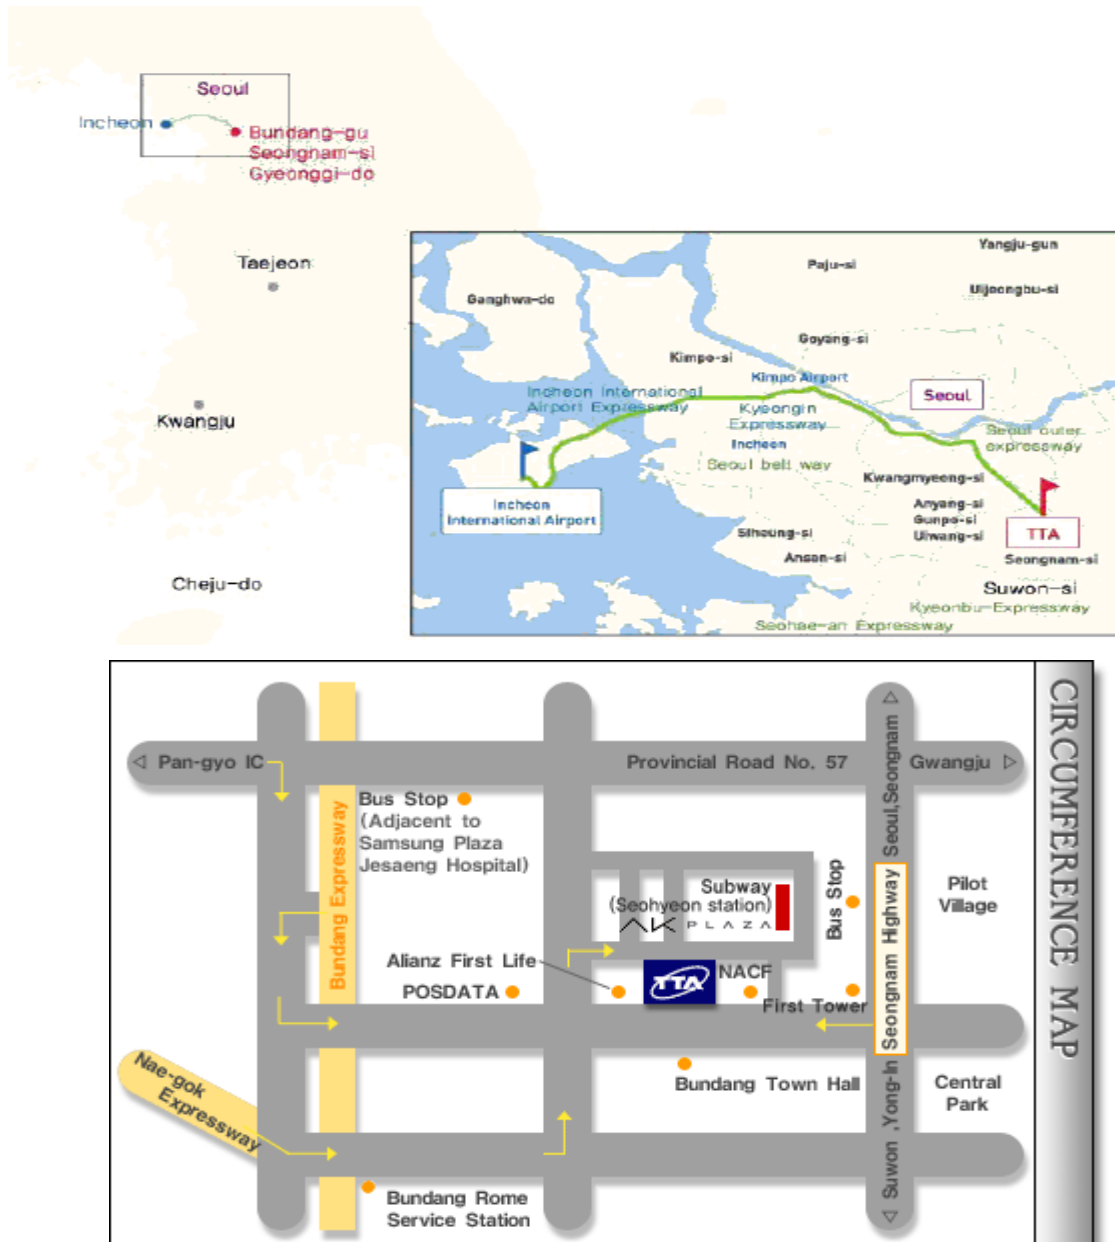 Seoul
Incheon
Bundang-gu
Seongnam-si
Gyeonggi-do
Taejeon
Kwangju
Cheju-do
Yangju-gun
Paju-si
Uijeongbu-si
Ganghwa-do
Goyang-si
Kimpo-si
Kimpo Airport
Incheon International
Airport Expressway
Seoul
Kyeongin
Expressway
Seoul outer
expressway
Incheon
Seoul belt way
Kwangmyeong-si
Incheon
International Airport
Anyang-si
Gunpo-si
Uiwang-si
TTA
Siheung-si
Ansan-si
Seongnam-si
Suwon-si
Kyeonbu-Expressway
Seohae-an Expressway
CIRCUMFERENCE MAP
Pan-gyo IC
Provincial Road No. 57
Gwangju
Seoul,Seongnam
Bus Stop
(Adjacent to
Samsung Plaza
Jesaeng Hospital)
Bundang Expressway
Subway
(Seohyeon station)
AK PLAZA
Bus Stop
Seongnam Highway
Pilot
Village
Alianz First Life
TTA
NACF
POSDATA
First Tower
Nae-gok
Expressway
Bundang Town Hall
Suwon ,Yong-In
Central
Park
Bundang Rome
Service Station